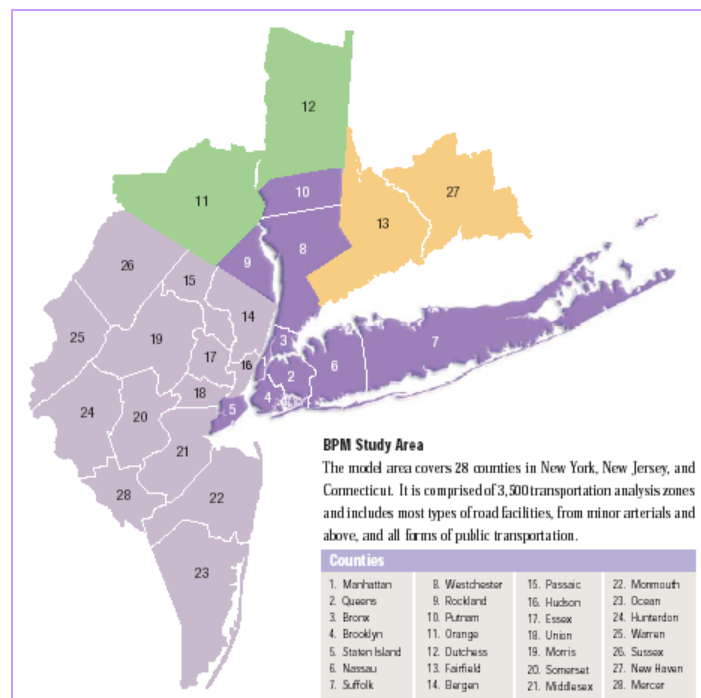 12
11
10
27
13
9
8
26
15
14
25
19
7
3
17
16
6
2
18
4
5
24
20
21
28
22
23
BPM Study Area
The model area covers 28 counties in New York, New Jersey, and
Connecticut. It is comprised of 3,500 transportation analysis zones
and includes most types of road facilities, from minor arterials and
above, and all forms of public transportation.
Counties
1. Manhattan
2. Queens
3. Bronx
4. Brooklyn
5. Staten Island
6. Nassau
7. Suffolk
8. Westchester
9. Rockland
10. Putnam
11. Orange
12. Dutchess
13. Fairfield
14. Bergen
15. Passaic
16. Hudson
17. Essex
18. Union
19. Morris
20. Somerset
21. Middlesex
22. Monmouth
23. Ocean
24. Hunterdon
25. Warren
26. Sussex
27. New Haven
28. Mercer